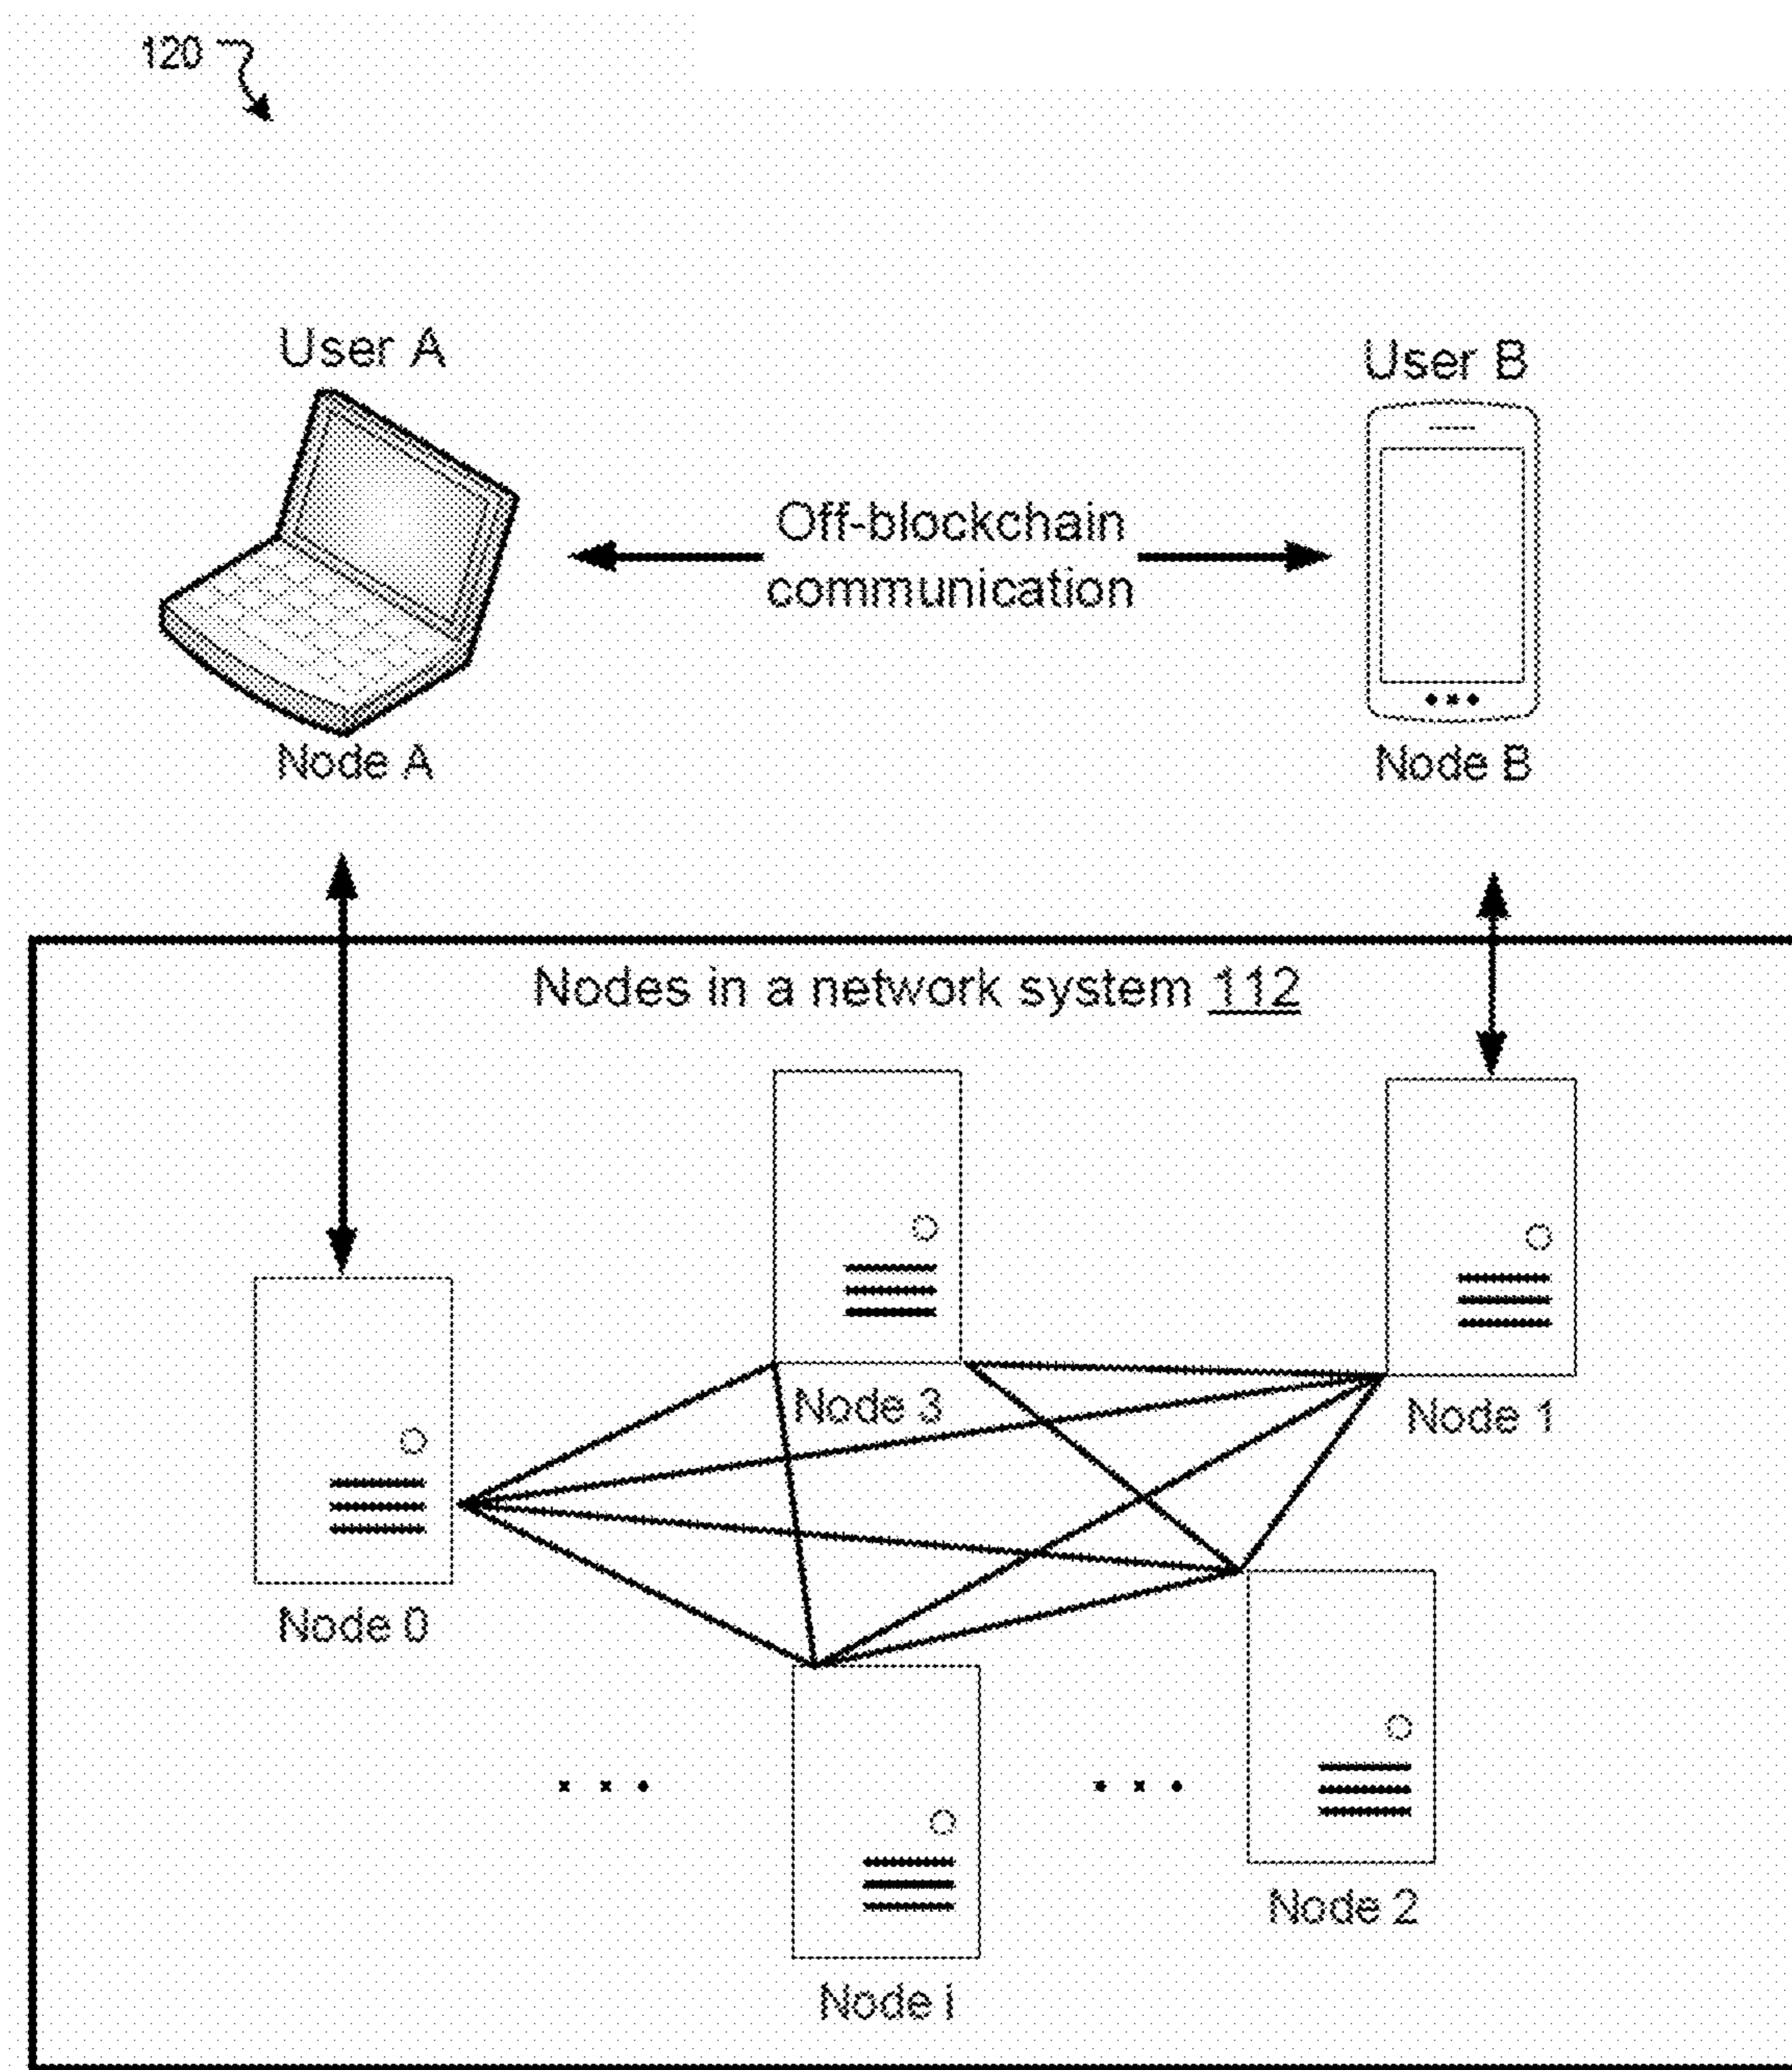 120
User A
User B
Off-blockchain
communication
Node A
Node B
Nodes in a network system 112
Node 3
Node 1
Node 0
Node 2
Node i